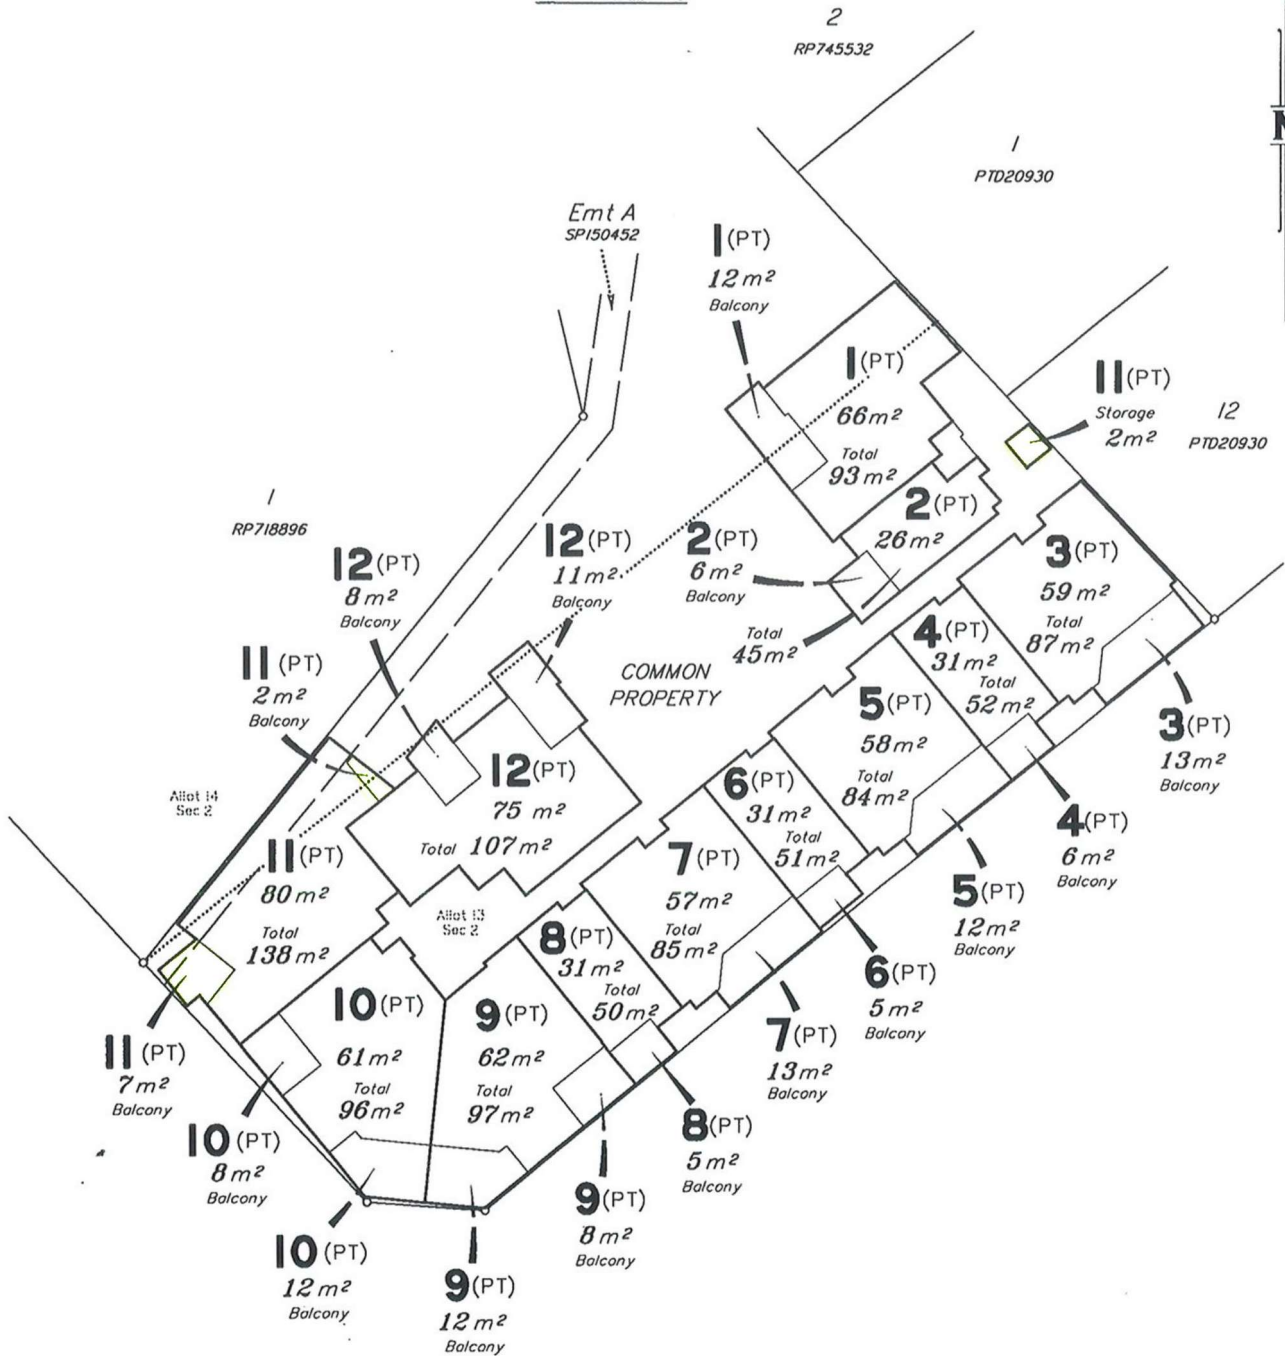 2
RP745532
1
PTD20930
Emt A
SP150452
1(PT)
12 m²
Balcony
1(PT)
66 m²
Total
93 m²
11(PT)
Storage
2 m²
12
PTD20930
1
RP718896
2(PT)
26 m²
12(PT)
11 m²
Balcony
2(PT)
6 m²
Balcony
Total
45 m²
3(PT)
59 m²
Total
87 m²
12(PT)
8 m²
Balcony
4(PT)
31 m²
Total
52 m²
11(PT)
2 m²
Balcony
COMMON
PROPERTY
5(PT)
58 m²
Total
84 m²
3(PT)
13 m²
Balcony
12(PT)
75 m²
Total 107 m²
6(PT)
31 m²
Total
51 m²
Allot 14
Sec 2
4(PT)
6 m²
Balcony
11(PT)
80 m²
Total
138 m²
7(PT)
57 m²
Total
85 m²
5(PT)
12 m²
Balcony
Allot 13
Sec 2
8(PT)
31 m²
Total
50 m²
6(PT)
5 m²
Balcony
10(PT)
61 m²
Total
96 m²
9(PT)
62 m²
Total
97 m²
7(PT)
13 m²
Balcony
11(PT)
7 m²
Balcony
10(PT)
8 m²
Balcony
8(PT)
5 m²
Balcony
9(PT)
8 m²
Balcony
10(PT)
12 m²
Balcony
9(PT)
12 m²
Balcony